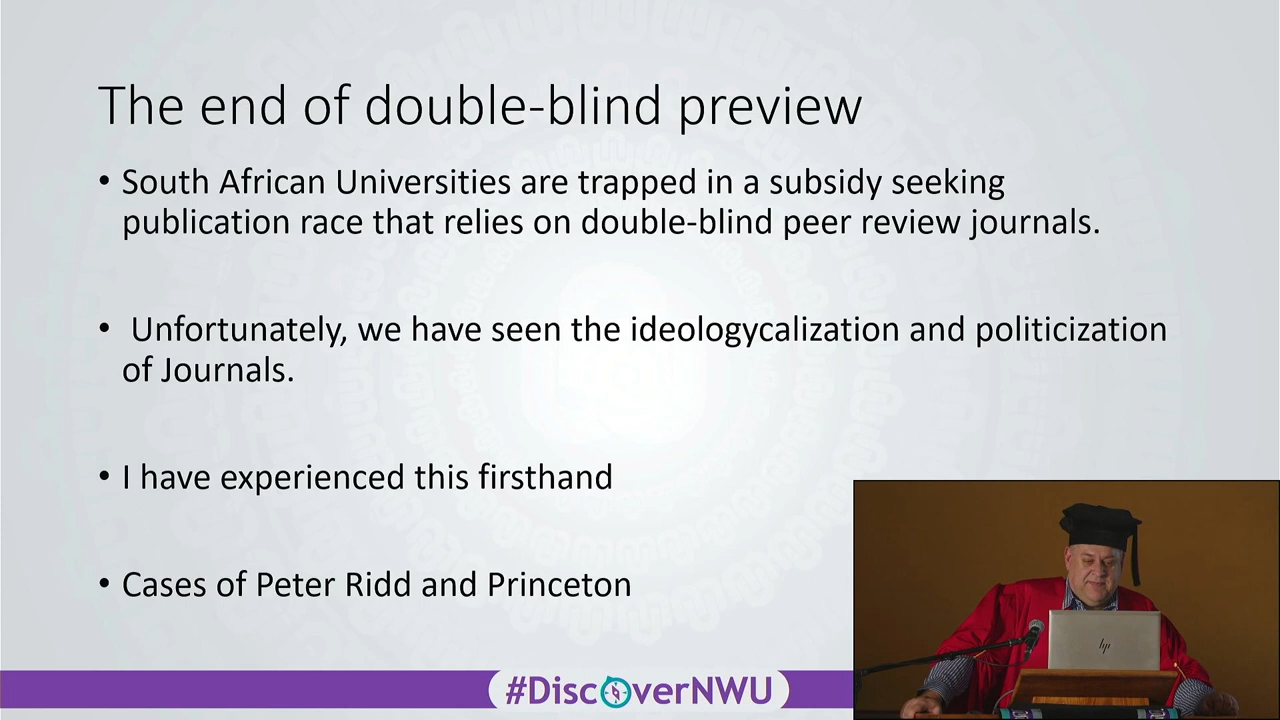 The end of double-blind preview
• South African Universities are trapped in a subsidy seeking
publication race that relies on double-blind peer review journals.
• Unfortunately, we have seen the ideologycalization and politicization
of Journals.
• I have experienced this firsthand
• Cases of Peter Ridd and Princeton
#DiscoverNWU
hp